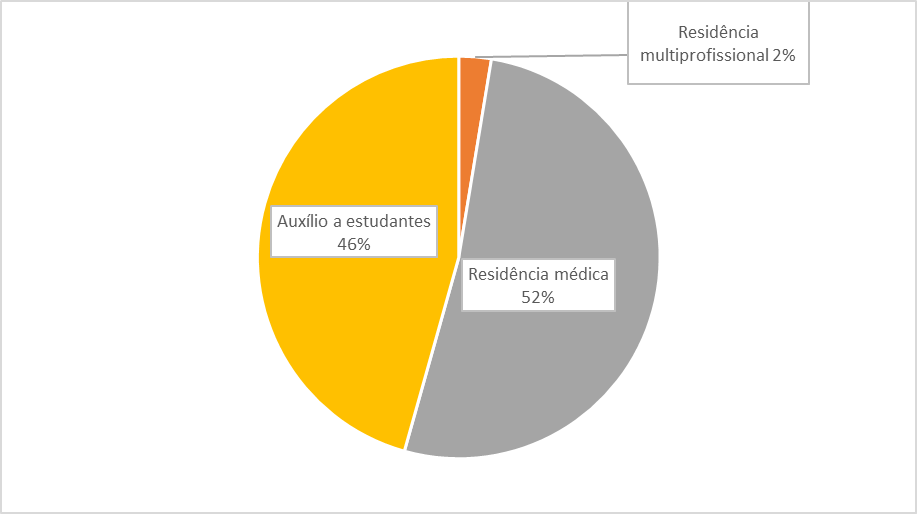 Residência
multiprofissional 2%
Auxílio a estudantes
46%
Residência médica
52%